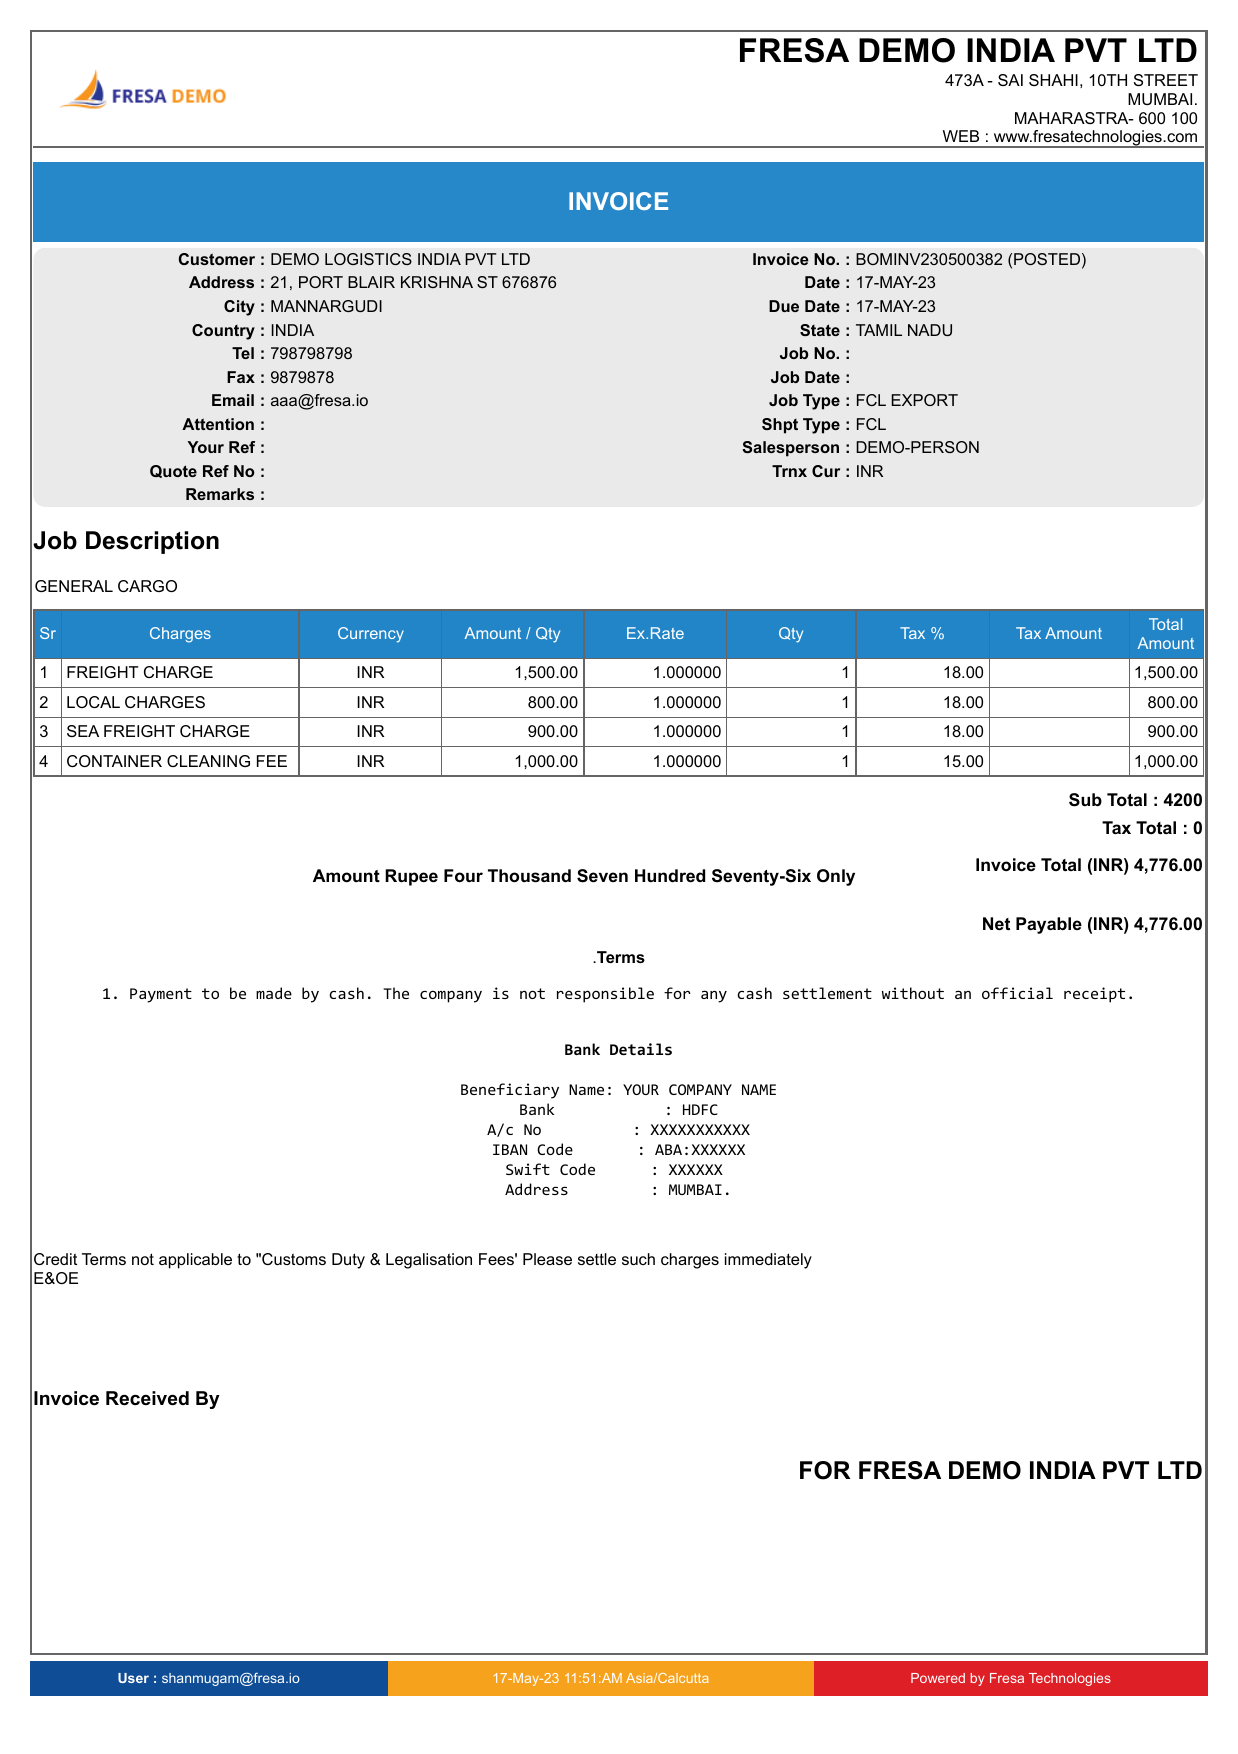 FRESA DEMO
FRESA DEMO INDIA PVT LTD
473A - SAI SHAHI, 10TH STREET
MUMBAI.
MAHARASTRA- 600 100
WEB : www.fresatechnologies.com
INVOICE
Customer : DEMO LOGISTICS INDIA PVT LTD
Address : 21, PORT BLAIR KRISHNA ST 676876
City : MANNARGUDI
Country : INDIA
Tel : 798798798
Fax : 9879878
Email : aaa@fresa.io
Attention :
Your Ref :
Quote Ref No :
Remarks :
Invoice No. : BOMINV230500382 (POSTED)
Date : 17-MAY-23
Due Date : 17-MAY-23
State : TAMIL NADU
Job No. :
Job Date :
Job Type : FCL EXPORT
Shpt Type : FCL
Salesperson : DEMO-PERSON
Trnx Cur : INR
Job Description
GENERAL CARGO
Sr Charges Currency Amount / Qty Ex.Rate Qty Tax % Tax Amount Total Amount
1 FREIGHT CHARGE INR 1,500.00 1.000000 1 18.00 1,500.00
2 LOCAL CHARGES INR 800.00 1.000000 1 18.00 800.00
3 SEA FREIGHT CHARGE INR 900.00 1.000000 1 18.00 900.00
4 CONTAINER CLEANING FEE INR 1,000.00 1.000000 1 15.00 1,000.00
Sub Total : 4200
Tax Total : 0
Invoice Total (INR) 4,776.00
Amount Rupee Four Thousand Seven Hundred Seventy-Six Only
Net Payable (INR) 4,776.00
.Terms
1. Payment to be made by cash. The company is not responsible for any cash settlement without an official receipt.
Bank Details
Beneficiary Name: YOUR COMPANY NAME
Bank : HDFC
A/c No : XXXXXXXXXXX
IBAN Code : ABA:XXXXXX
Swift Code : XXXXXX
Address : MUMBAI.
Credit Terms not applicable to "Customs Duty & Legalisation Fees' Please settle such charges immediately
E&OE
Invoice Received By
FOR FRESA DEMO INDIA PVT LTD
User : shanmugam@fresa.io
17-May-23 11:51:AM Asia/Calcutta
Powered by Fresa Technologies